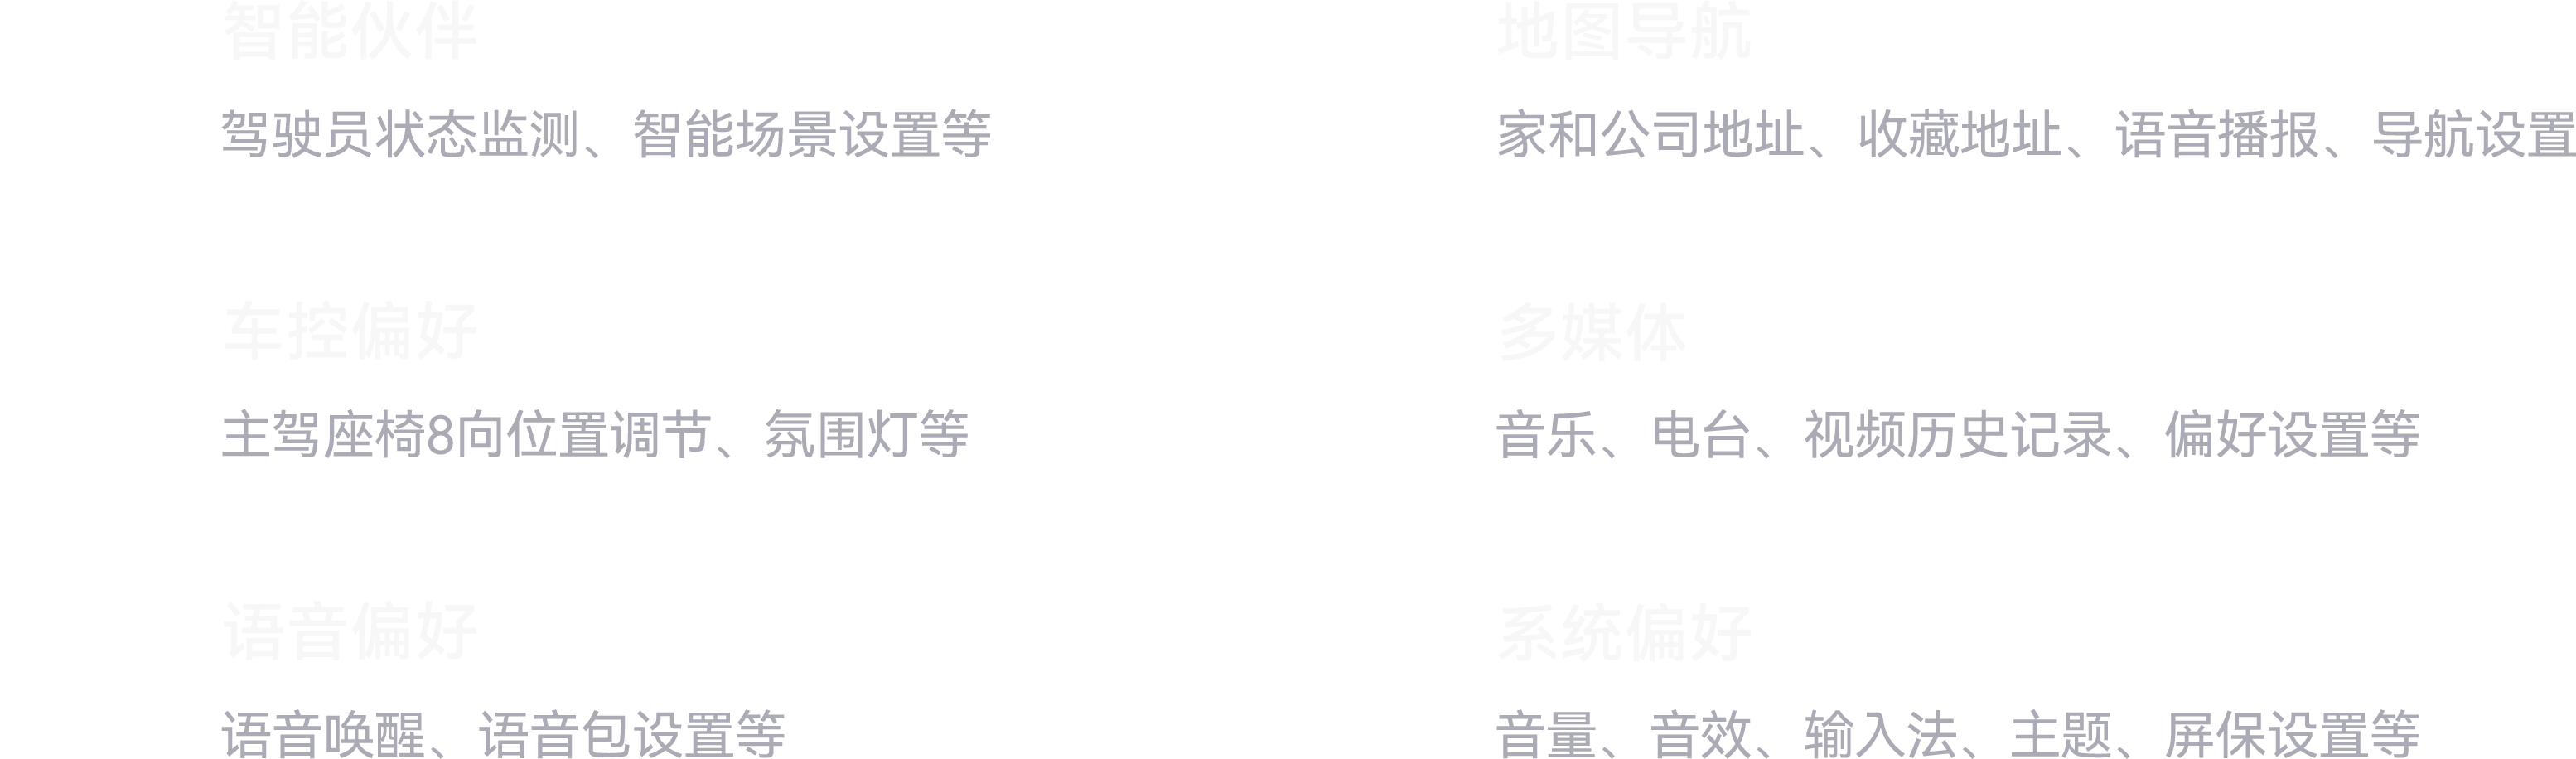 智能伙伴
驾驶员状态监测、智能场景设置等
地图导航
家和公司地址、收藏地址、语音播报、导航设置
车控偏好
主驾座椅8向位置调节、氛围灯等
多媒体
音乐、电台、视频历史记录、偏好设置等
语音偏好
语音唤醒、语音包设置等
系统偏好
音量、音效、输入法、主题、屏保设置等